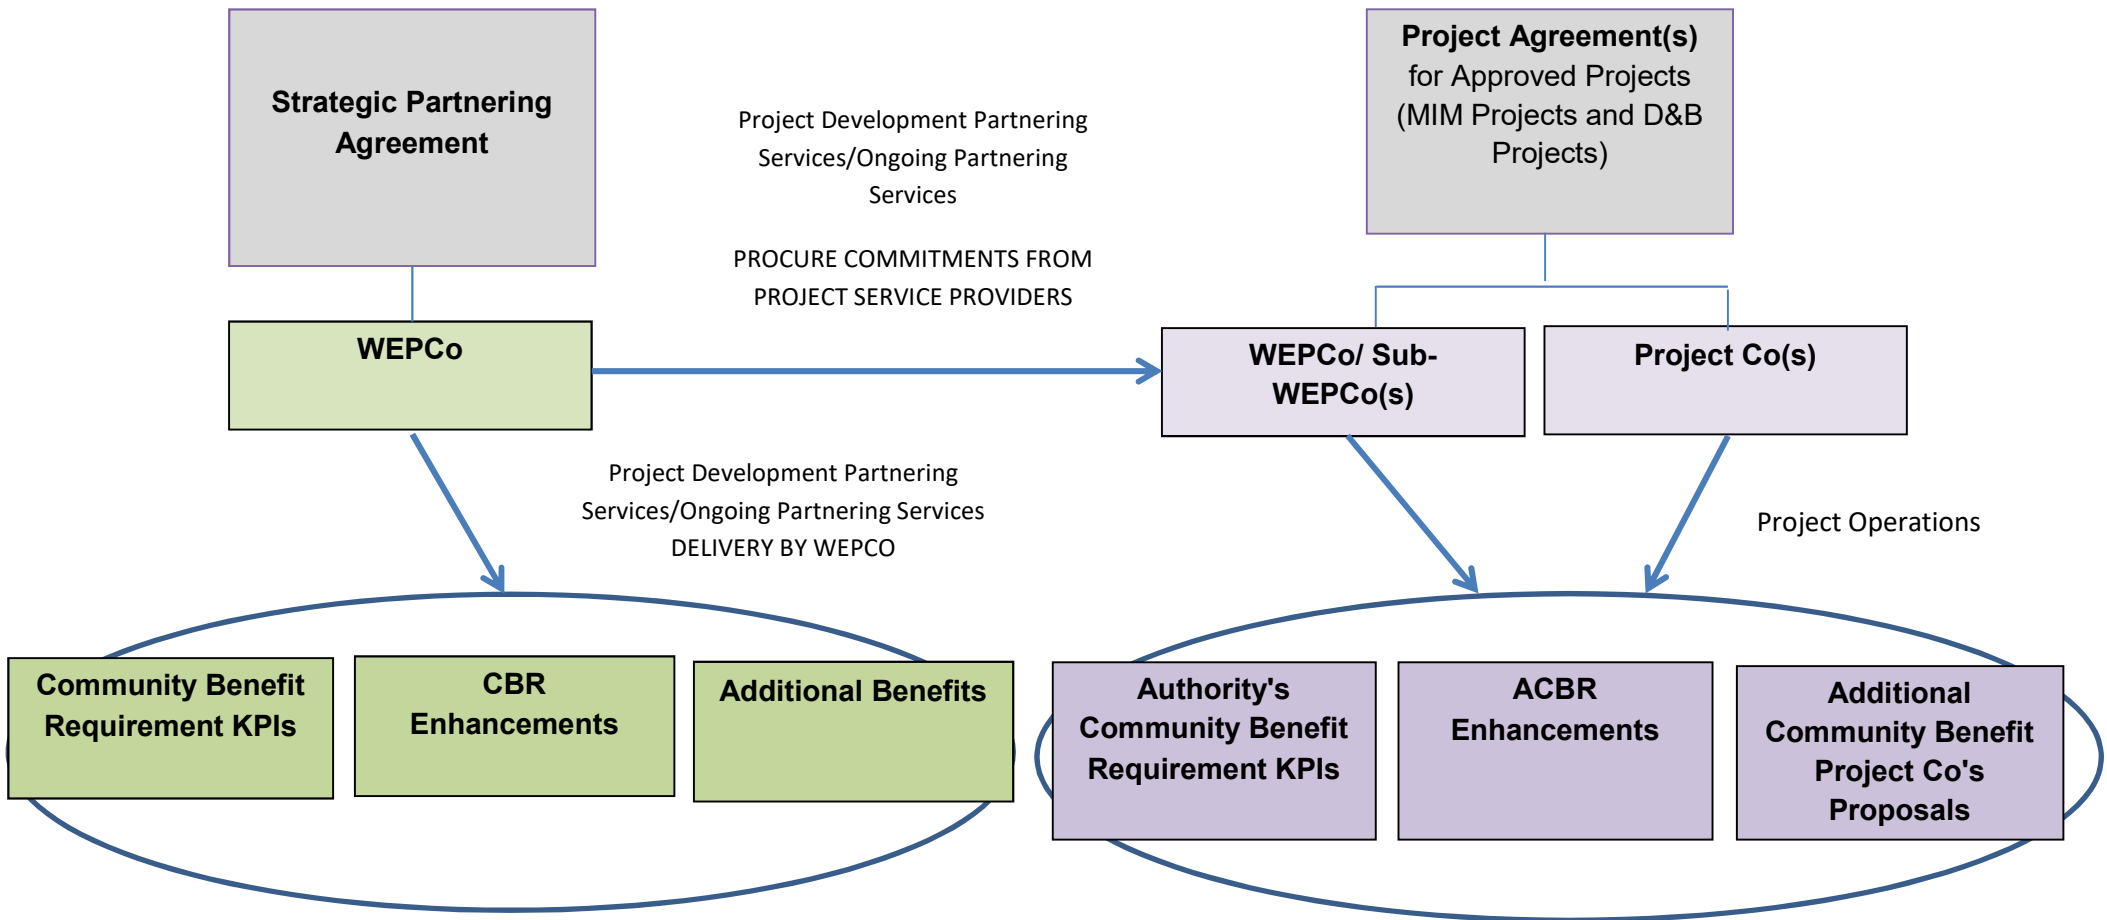 Strategic Partnering
Agreement
Project Development Partnering
Services/Ongoing Partnering
Services
PROCURE COMMITMENTS FROM
PROJECT SERVICE PROVIDERS
Project Agreement(s)
for Approved Projects
(MIM Projects and D&B
Projects)
WEPCo
WEPCo/ Sub-
WEPCo(s)
Project Co(s)
Project Development Partnering
Services/Ongoing Partnering Services
DELIVERY BY WEPCO
Project Operations
Community Benefit
Requirement KPIs
CBR
Enhancements
Additional Benefits
Authority's
Community Benefit
Requirement KPIs
ACBR
Enhancements
Additional
Community Benefit
Project Co's
Proposals